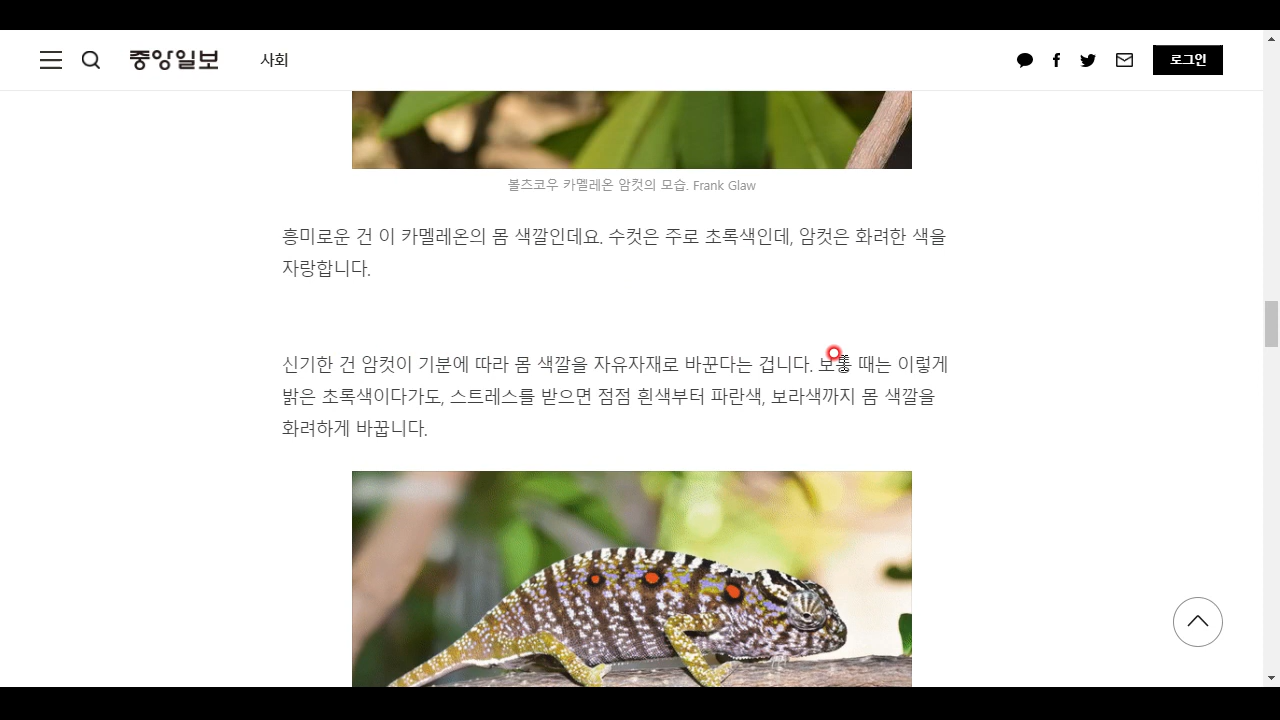 중앙일보
사회
로그인
볼츠코우 카멜레온 암컷의 모습. Frank Glaw
흥미로운 건 이 카멜레온의 몸 색깔인데요. 수컷은 주로 초록색인데, 암컷은 화려한 색을
자랑합니다.
신기한 건 암컷이 기분에 따라 몸 색깔을 자유자재로 바꾼다는 겁니다. 보통 때는 이렇게
밝은 초록색이다가도, 스트레스를 받으면 점점 흰색부터 파란색, 보라색까지 몸 색깔을
화려하게 바꿉니다.